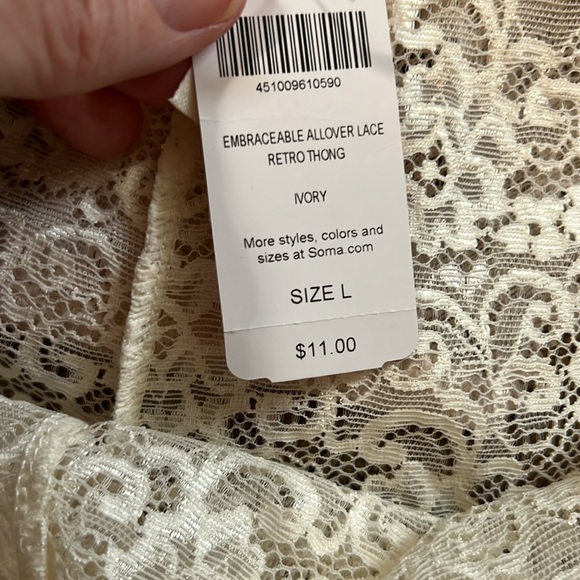 451009610590
EMBRACEABLE ALLOVER LACE
RETRO THONG
IVORY
More styles, colors and
sizes at Soma.com
SIZE L
$11.00